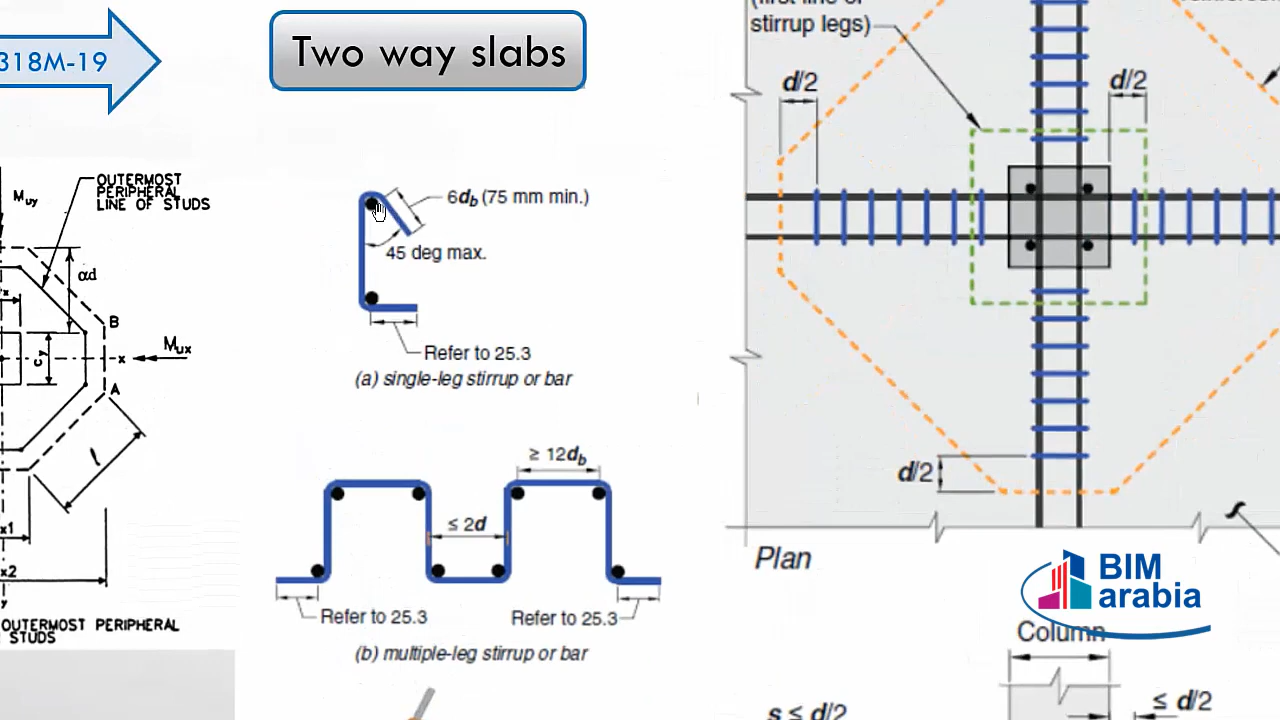 318M-19
Two way slabs
OUTERMOST
PERIPHERAL
LINE OF STUDS
Muy
αd
B
Mux
x
cy
A
l
x1
x2
y
OUTERMOST PERIPHERAL
STUDS
6db (75 mm min.)
45 deg max.
Refer to 25.3
(a) single-leg stirrup or bar
≥ 12db
≤ 2d
Refer to 25.3
Refer to 25.3
(b) multiple-leg stirrup or bar
stirrup legs)
d/2
d/2
d/2
Plan
BIM
arabia
Column
s ≤ d/2
≤ d/2